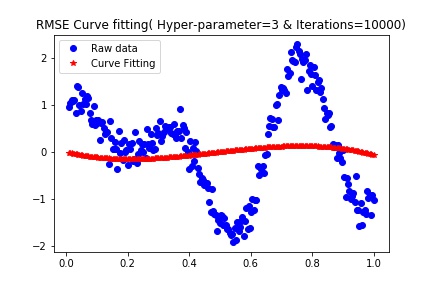 RMSE Curve fitting( Hyper-parameter=3 & Iterations=10000)
Raw data
Curve Fitting
2
1
0
−1
−2
0.0 0.2 0.4 0.6 0.8 1.0